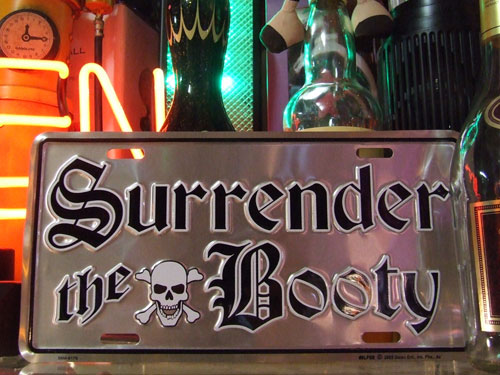 Surrender
the Booty